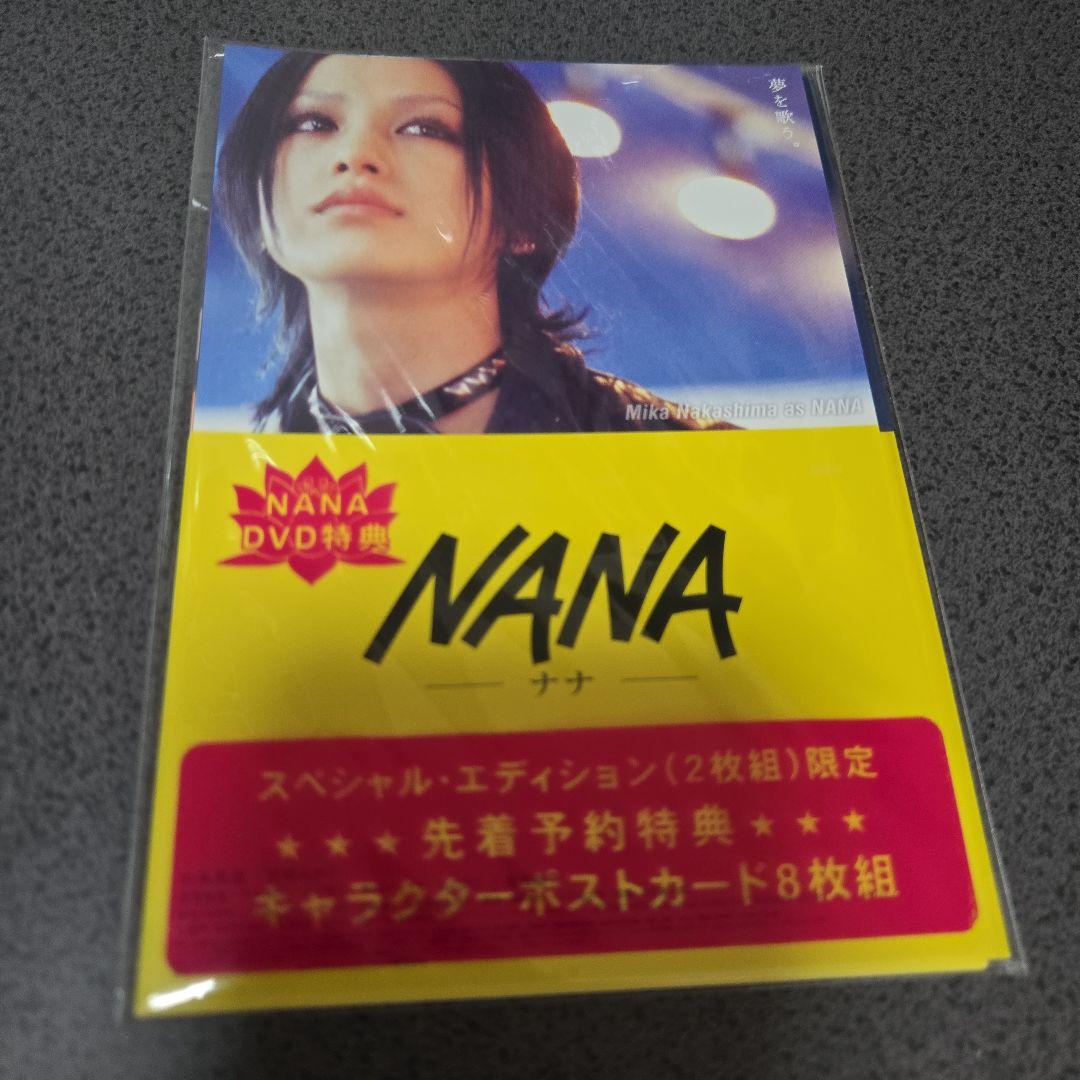 夢を歌う。
Mika Nakashima as NANA
NANA
DVD特典
NANA
ナナ
スペシャル・エディション(2枚組)限定
★★★先着予約特典★★★
キャラクターポストカード8枚組